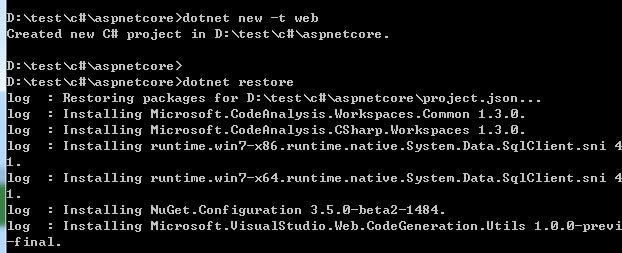 D:\test\c#\aspnetcore>dotnet new -t web
Created new C# project in D:\test\c#\aspnetcore.
D:\test\c#\aspnetcore>
D:\test\c#\aspnetcore>dotnet restore
log  : Restoring packages for D:\test\c#\aspnetcore\project.json...
log  : Installing Microsoft.CodeAnalysis.Workspaces.Common 1.3.0.
log  : Installing Microsoft.CodeAnalysis.CSharp.Workspaces 1.3.0.
log  : Installing runtime.win7-x86.runtime.native.System.Data.SqlClient.sni 4
1.
log  : Installing runtime.win7-x64.runtime.native.System.Data.SqlClient.sni 4
1.
log  : Installing NuGet.Configuration 3.5.0-beta2-1484.
log  : Installing Microsoft.VisualStudio.Web.CodeGeneration.Utils 1.0.0-previ
-final.